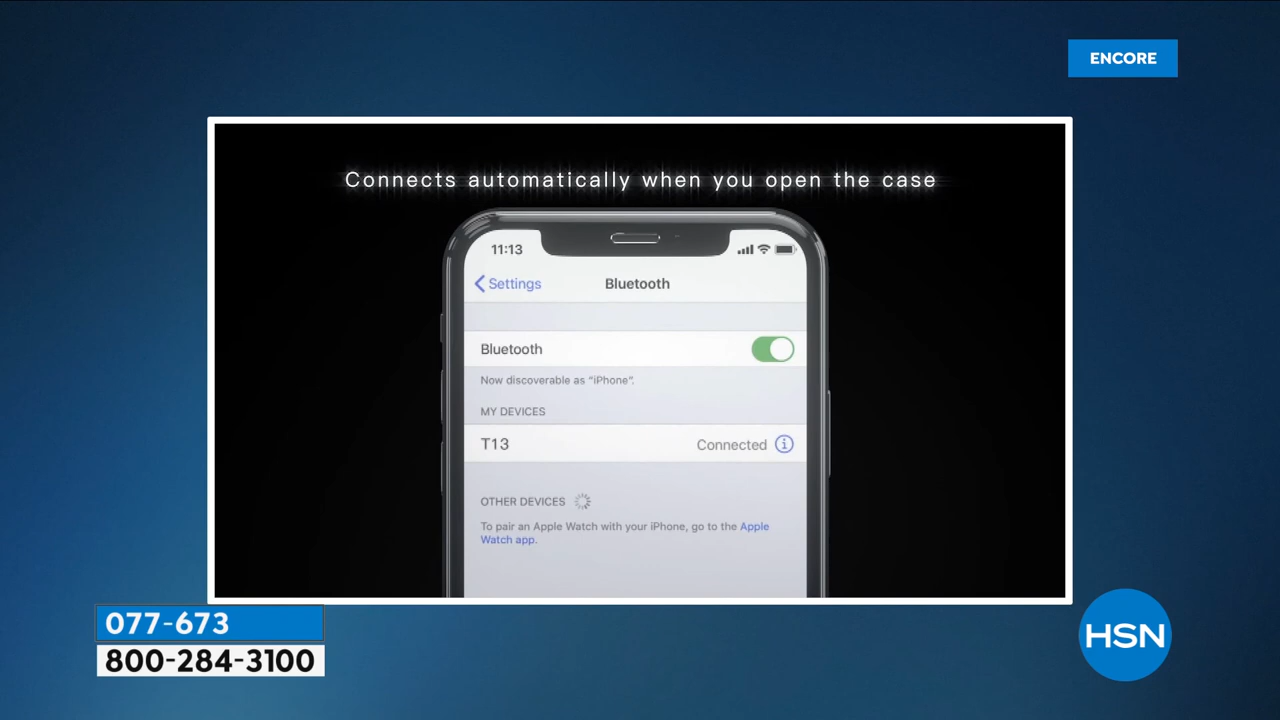 ENCORE
Connects automatically when you open the case
11:13
Settings
Bluetooth
Bluetooth
Now discoverable as “iPhone”.
MY DEVICES
T13
Connected
OTHER DEVICES
To pair an Apple Watch with your iPhone, go to the Apple
Watch app.
077-673
800-284-3100
HSN